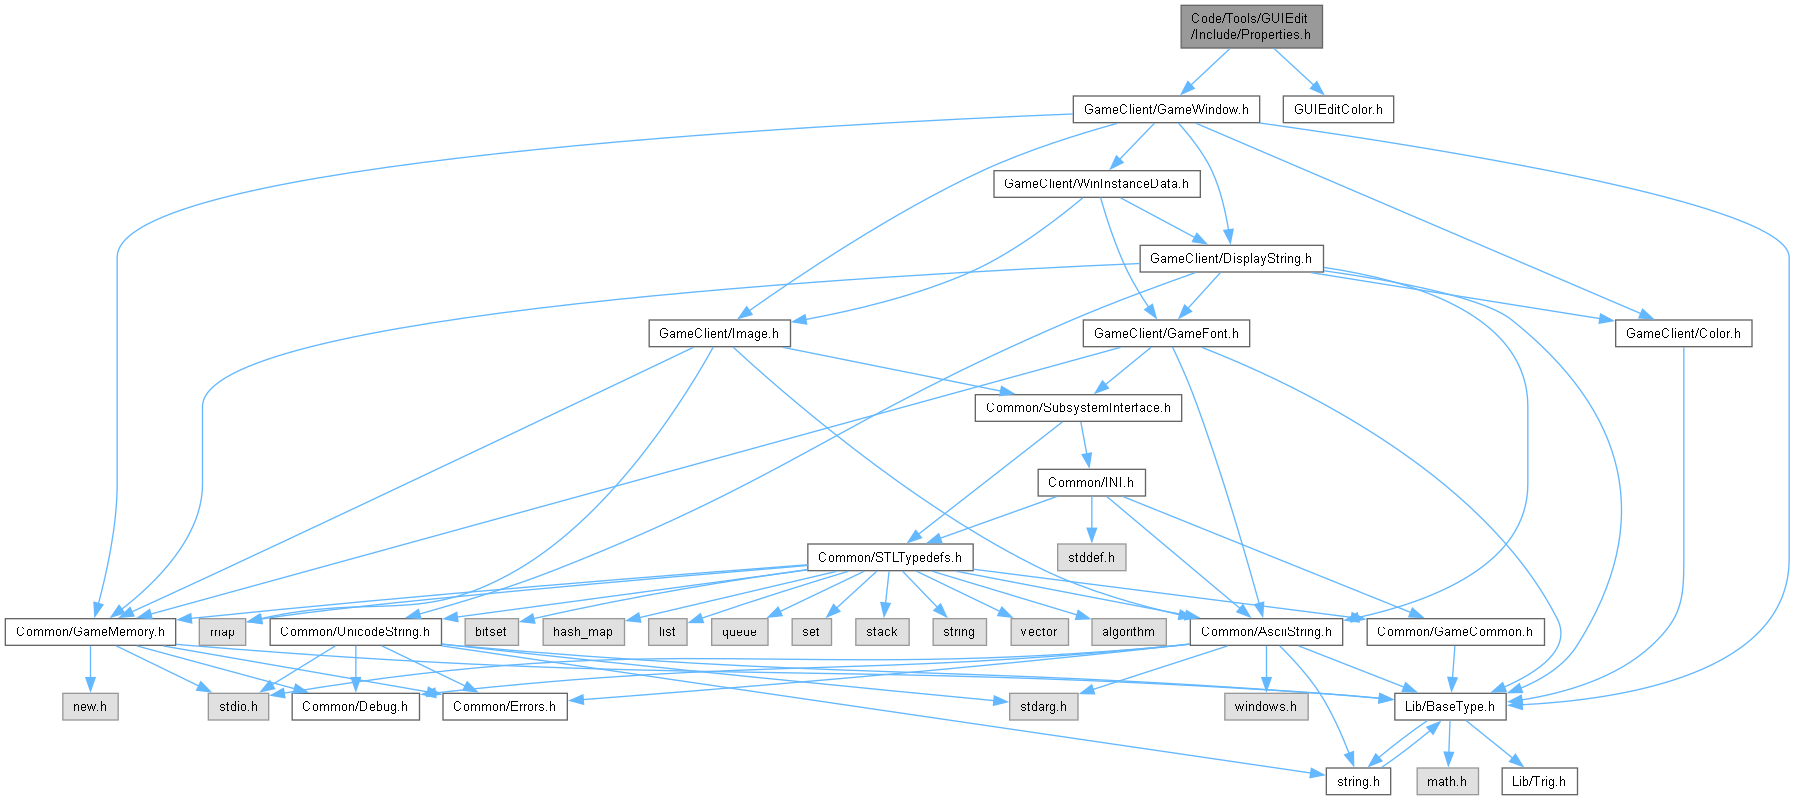 Code/Tools/GUIEdit
/Include/Properties.h
GameClient/GameWindow.h
GUIEditColor.h
GameClient/WinInstanceData.h
GameClient/DisplayString.h
GameClient/Image.h
GameClient/GameFont.h
GameClient/Color.h
Common/SubsystemInterface.h
Common/INI.h
Common/STLTypedefs.h
stddef.h
Common/GameMemory.h
map
Common/UnicodeString.h
bitset
hash_map
list
queue
set
stack
string
vector
algorithm
Common/AsciiString.h
Common/GameCommon.h
new.h
stdio.h
Common/Debug.h
Common/Errors.h
stdarg.h
windows.h
Lib/BaseType.h
string.h
math.h
Lib/Trig.h